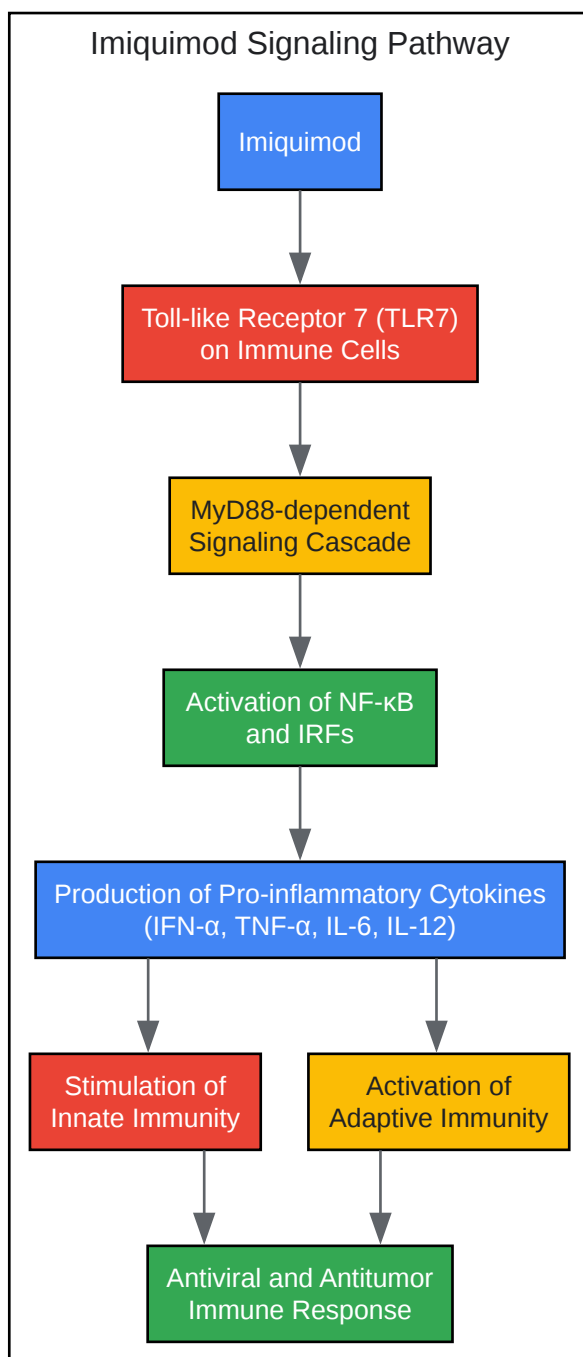 Imiquimod Signaling Pathway
Imiquimod
Toll-like Receptor 7 (TLR7)
on Immune Cells
MyD88-dependent
Signaling Cascade
Activation of NF-κB
and IRFs
Production of Pro-inflammatory Cytokines
(IFN-α, TNF-α, IL-6, IL-12)
Stimulation of
Innate Immunity
Activation of
Adaptive Immunity
Antiviral and Antitumor
Immune Response